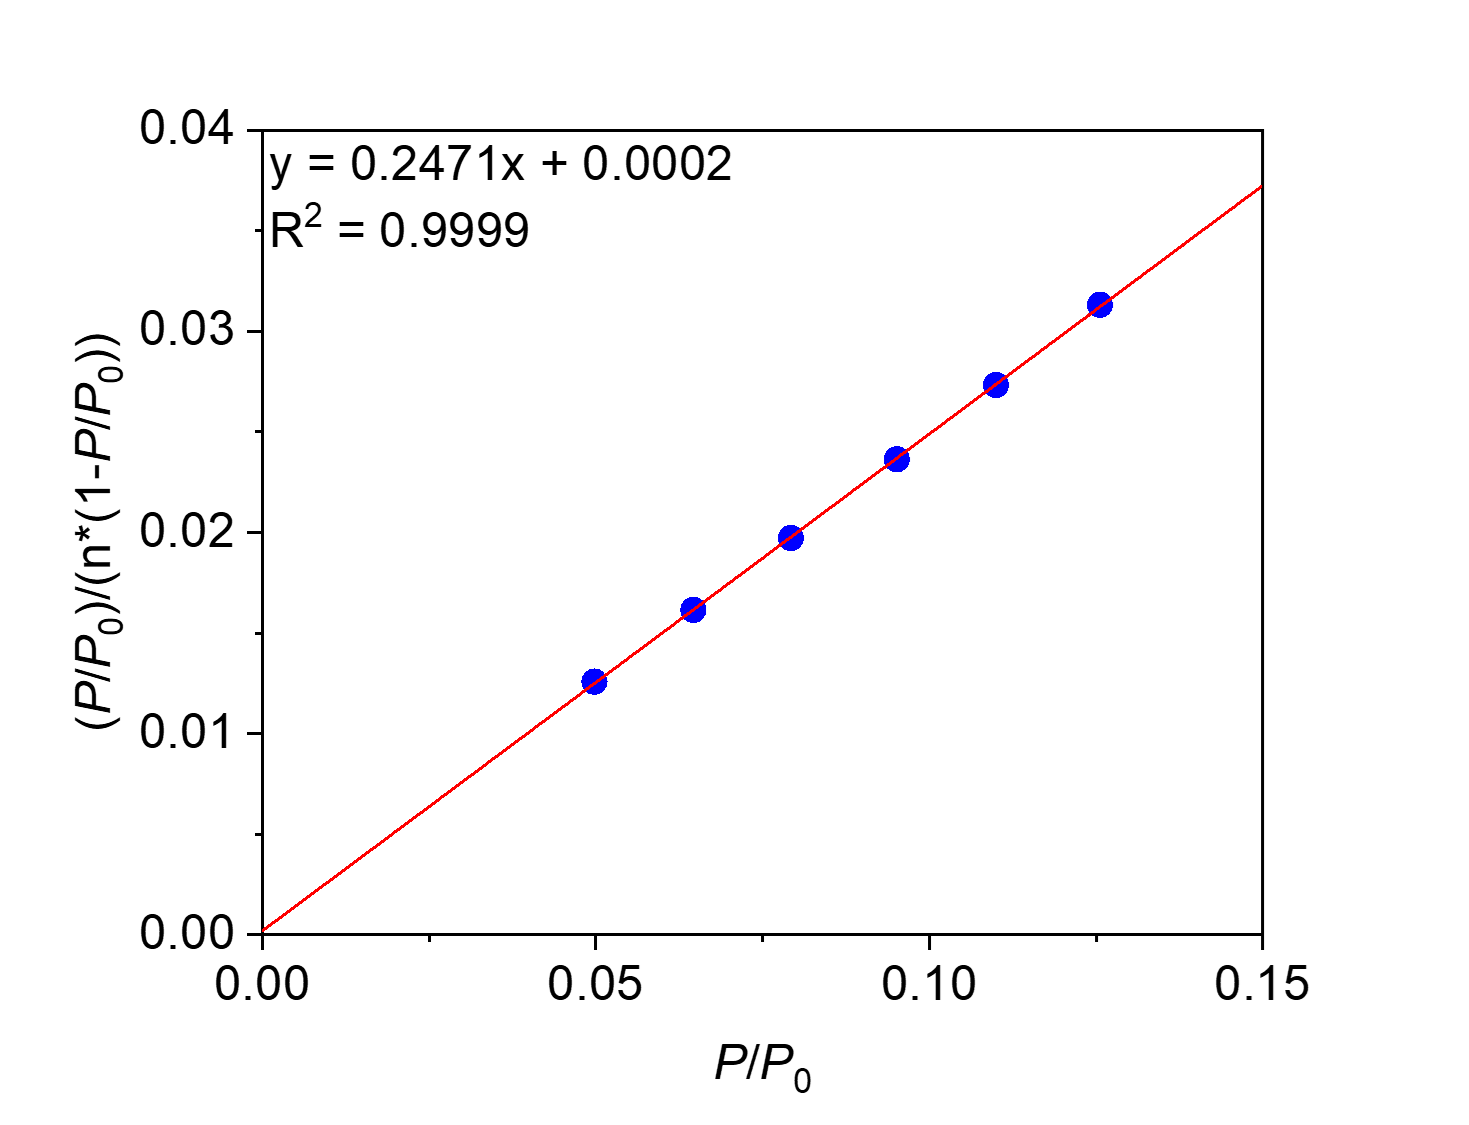 y = 0.2471x + 0.0002
R² = 0.9999
0.04
0.03
0.02
0.01
0.00
(P/P₀)/(n*(1-P/P₀))
0.00 0.05 0.10 0.15
P/P₀